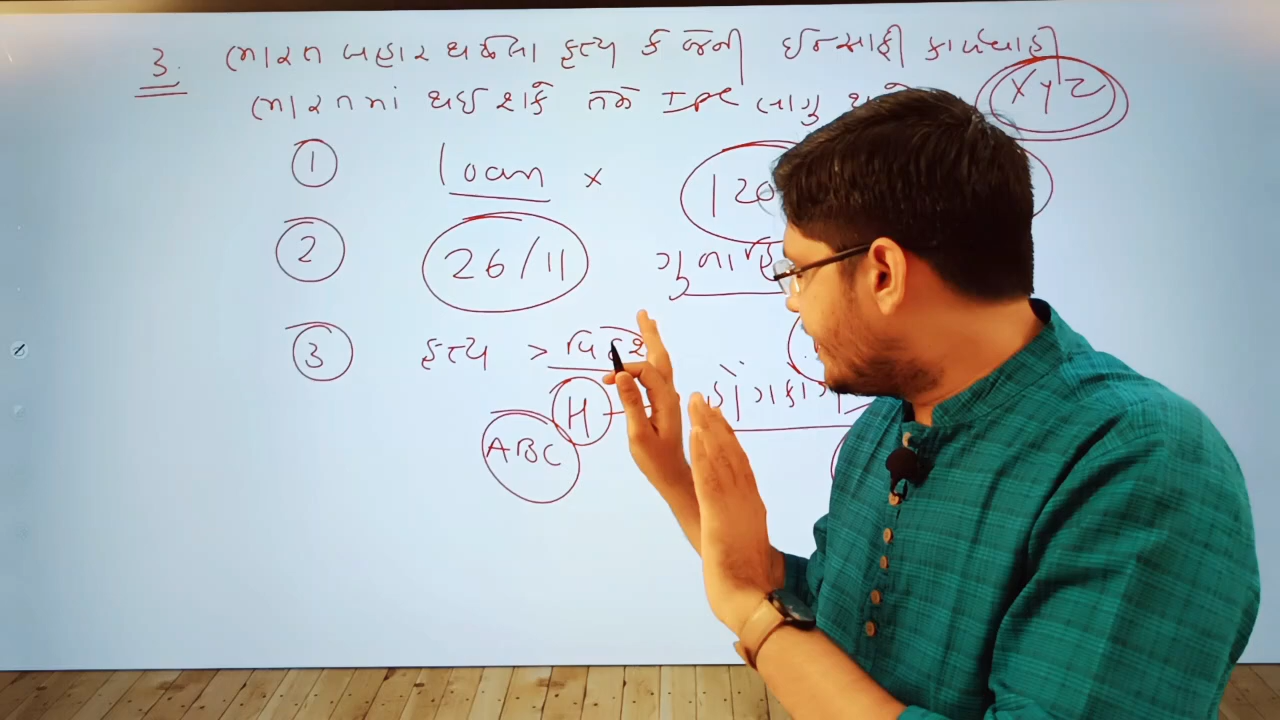 3. ભારત બહાર થયેલા કૃત્ય કે જેની ઈન્સાફી કાર્યવાહી
ભારતમાં થઈ શકે તેને IPC લાગુ XYZ
1 loan × 120
2 26/11
3 કૃત્ય >
H
ABC